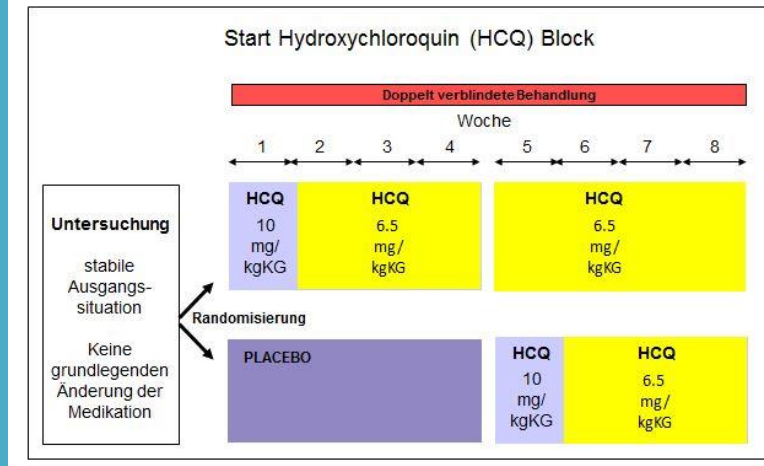 Start Hydroxychloroquin (HCQ) Block
Doppelt verblindete Behandlung
Woche
1 2 3 4 5 6 7 8
Untersuchung
stabile
Ausgangs-
situation
Keine
grundlegenden
Änderung der
Medikation
Randomisierung
HCQ
10
mg/
kgKG
HCQ
6.5
mg/
kgKG
HCQ
6.5
mg/
kgKG
PLACEBO
HCQ
10
mg/
kgKG
HCQ
6.5
mg/
kgKG